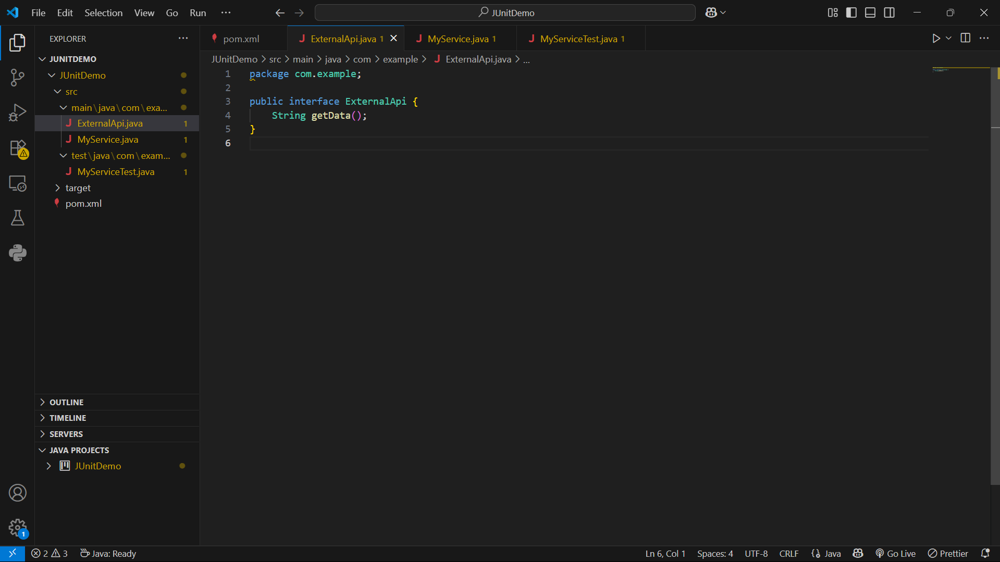 File Edit Selection View Go Run ··· JUnitDemo
EXPLORER ···
JUNITDEMO
JUnitDemo
src
main\java\com\exa...
ExternalApi.java 1
MyService.java 1
test\java\com\exam...
MyServiceTest.java 1
target
pom.xml
OUTLINE
TIMELINE
SERVERS
JAVA PROJECTS
JUnitDemo
1
pom.xml
ExternalApi.java 1
MyService.java 1
MyServiceTest.java 1
JUnitDemo > src > main > java > com > example > J ExternalApi.java > ...
1 package com.example;
2
3 public interface ExternalApi {
4 String getData();
5 }
6
2 3 Java: Ready
Ln 6, Col 1 Spaces: 4 UTF-8 CRLF Java Go Live Prettier